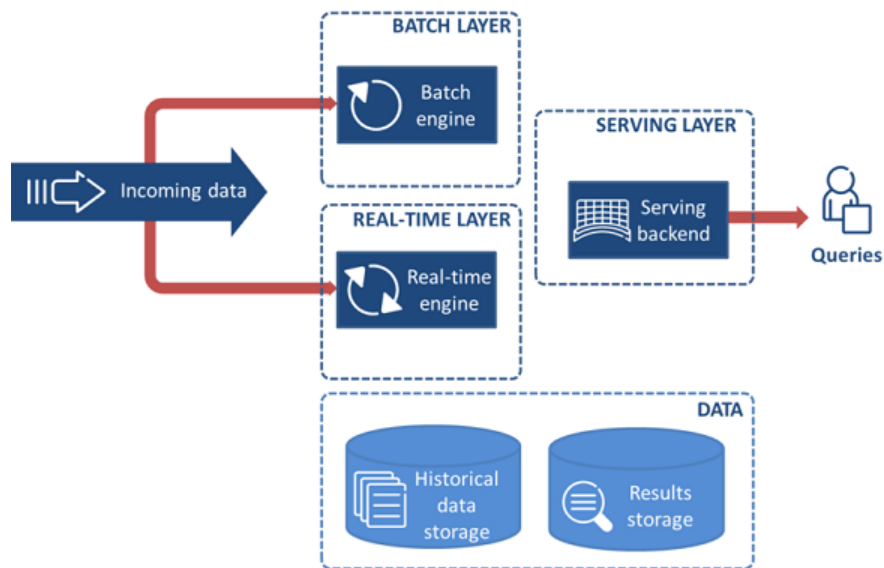 BATCH LAYER
Batch
engine
Incoming data
REAL-TIME LAYER
Real-time
engine
SERVING LAYER
Serving
backend
Queries
DATA
Historical
data
storage
Results
storage